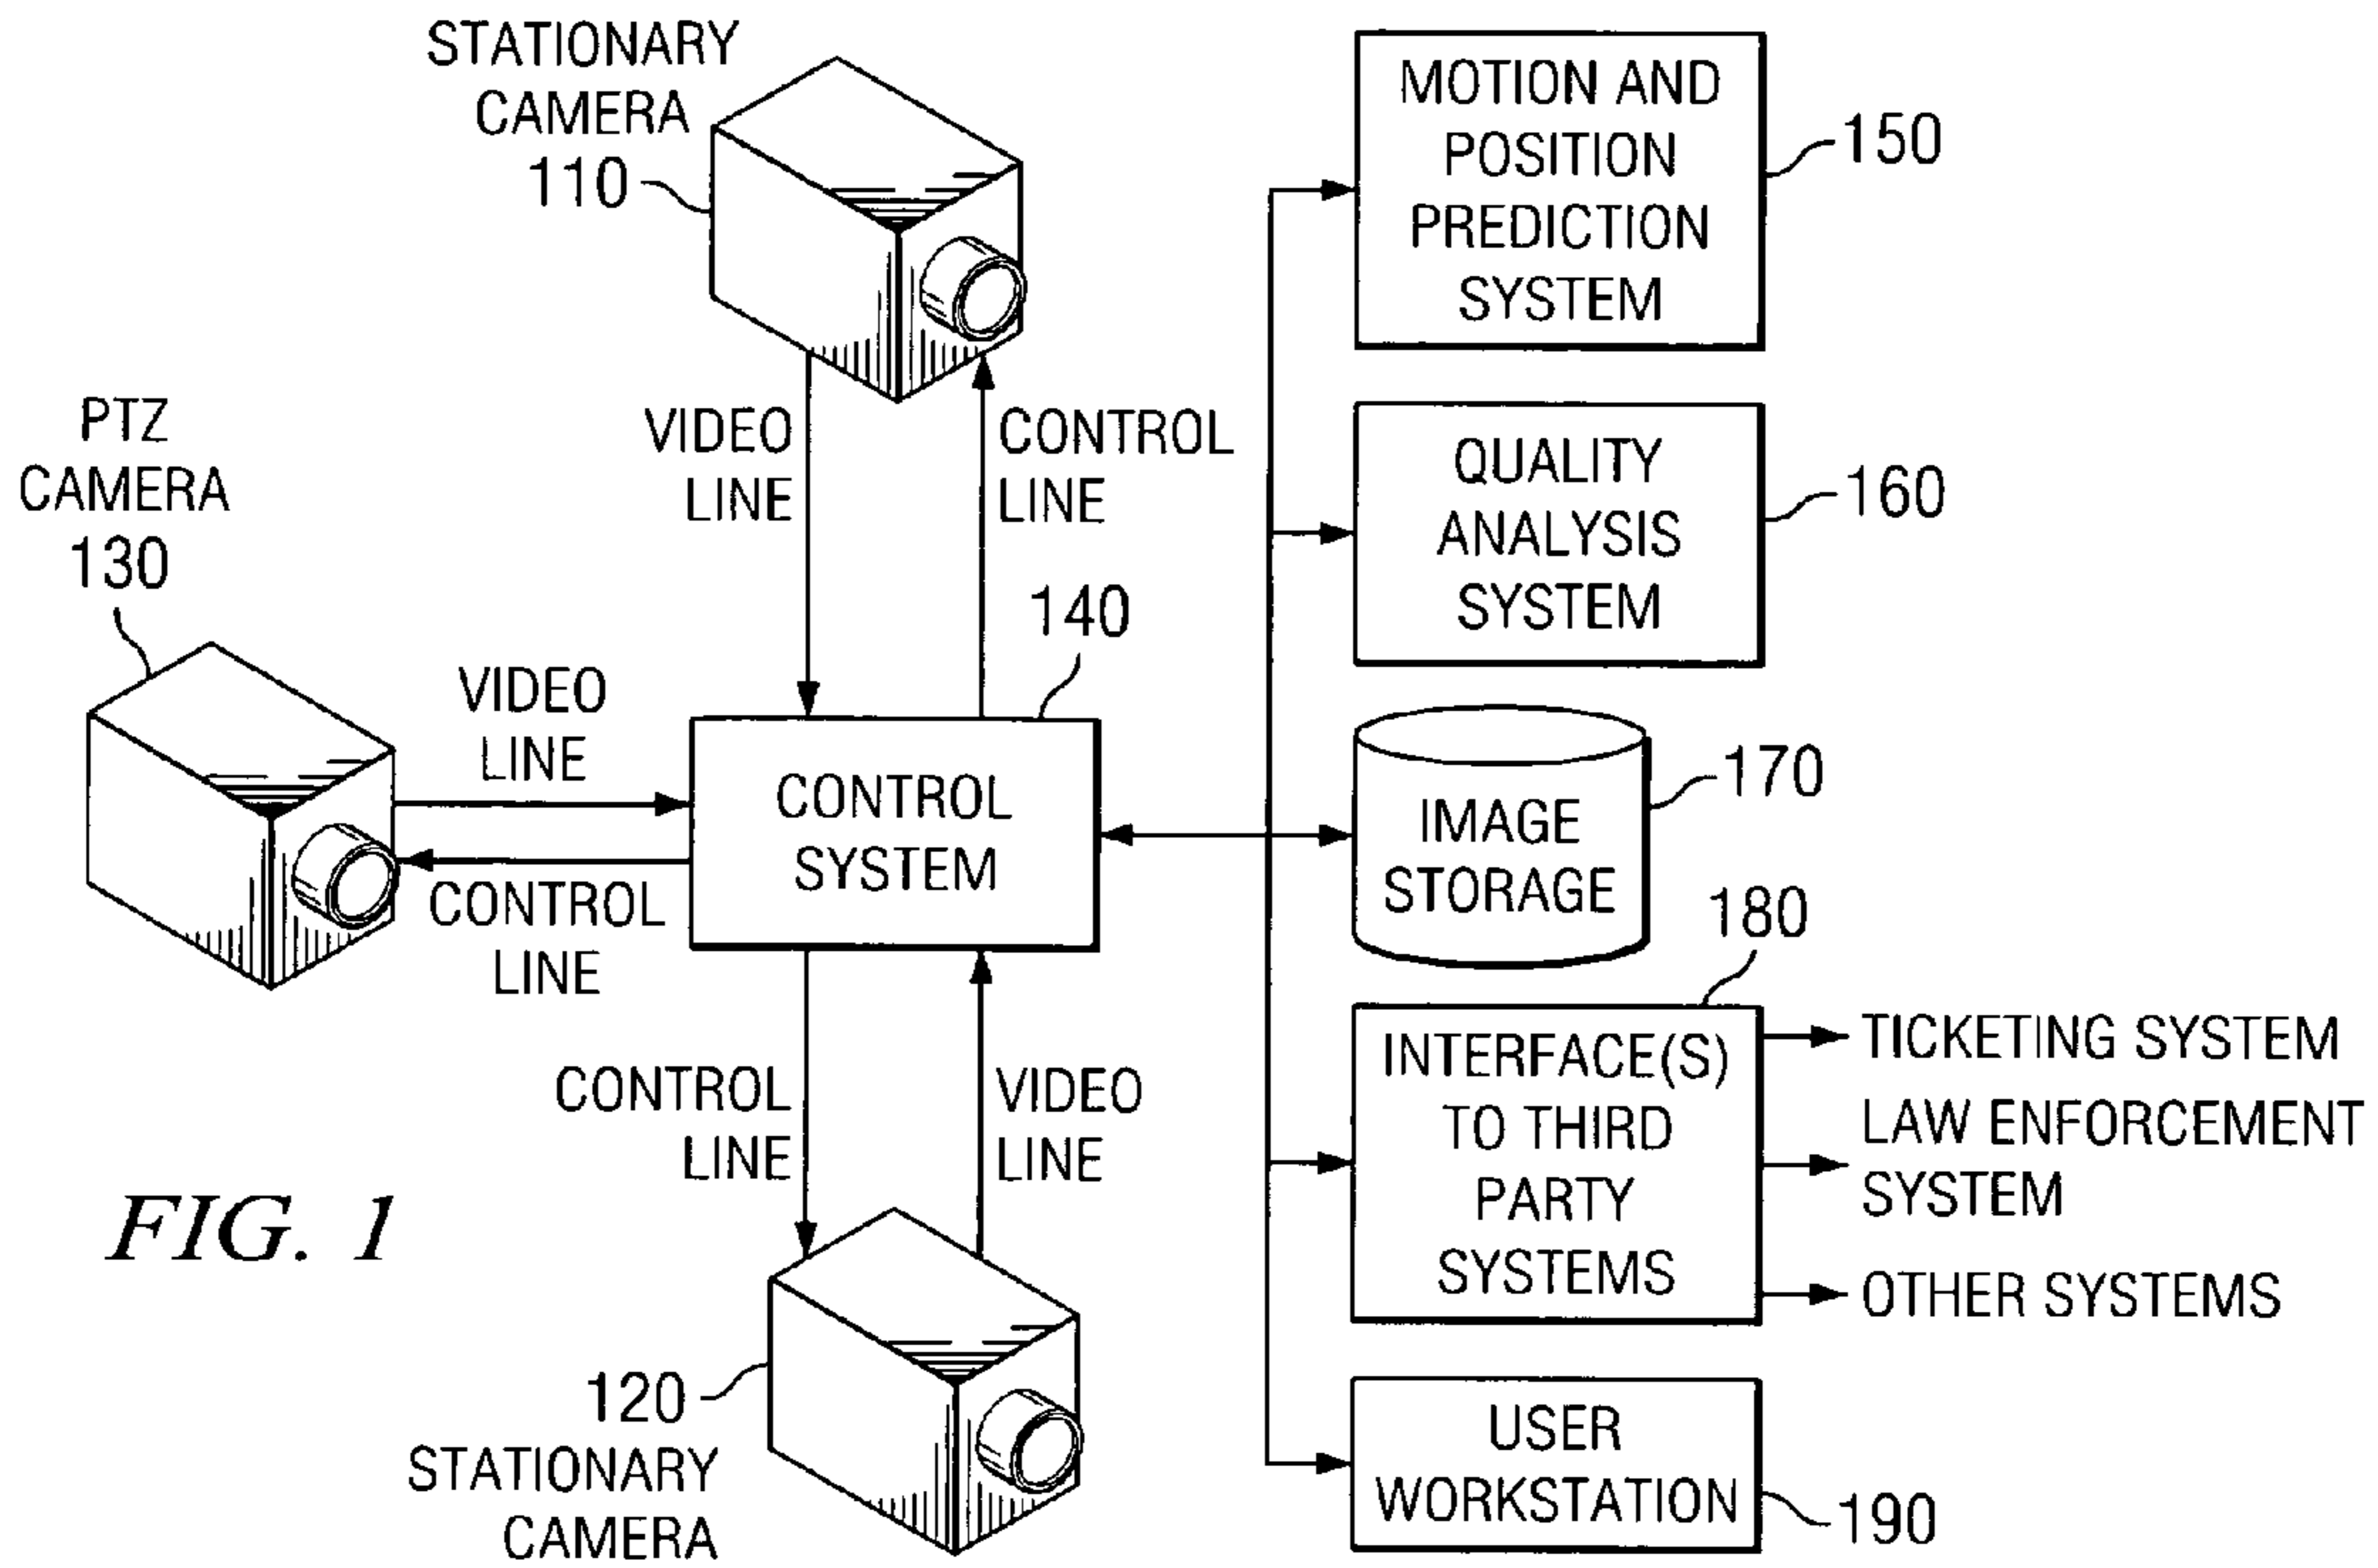 STATIONARY
CAMERA
110
VIDEO
LINE
CONTROL
LINE
PTZ
CAMERA
130
VIDEO
LINE
CONTROL
LINE
140
CONTROL
SYSTEM
CONTROL
LINE
VIDEO
LINE
120
STATIONARY
CAMERA
MOTION AND
POSITION
PREDICTION
SYSTEM
150
QUALITY
ANALYSIS
SYSTEM
160
IMAGE
STORAGE
170
180
INTERFACE(S)
TO THIRD
PARTY
SYSTEMS
TICKETING SYSTEM
LAW ENFORCEMENT
SYSTEM
OTHER SYSTEMS
USER
WORKSTATION
190
FIG. 1